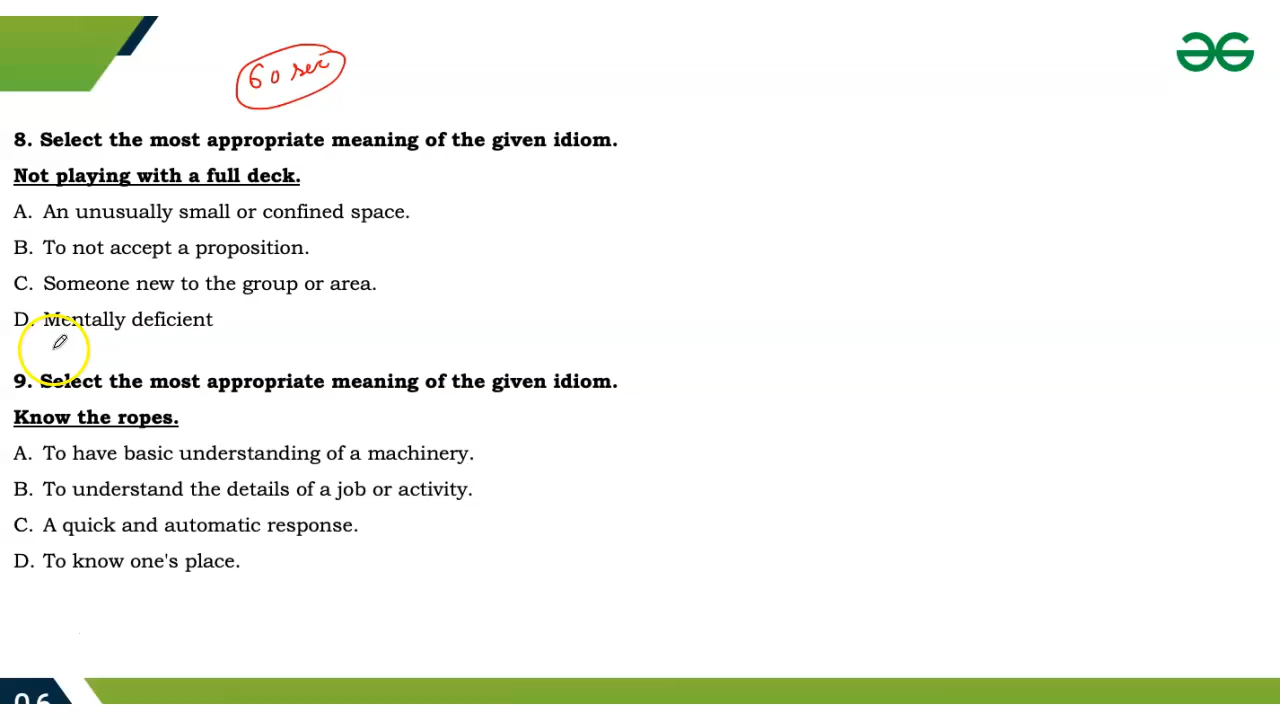 60 sec
8. Select the most appropriate meaning of the given idiom.
Not playing with a full deck.
A. An unusually small or confined space.
B. To not accept a proposition.
C. Someone new to the group or area.
D. Mentally deficient
9. Select the most appropriate meaning of the given idiom.
Know the ropes.
A. To have basic understanding of a machinery.
B. To understand the details of a job or activity.
C. A quick and automatic response.
D. To know one's place.
06